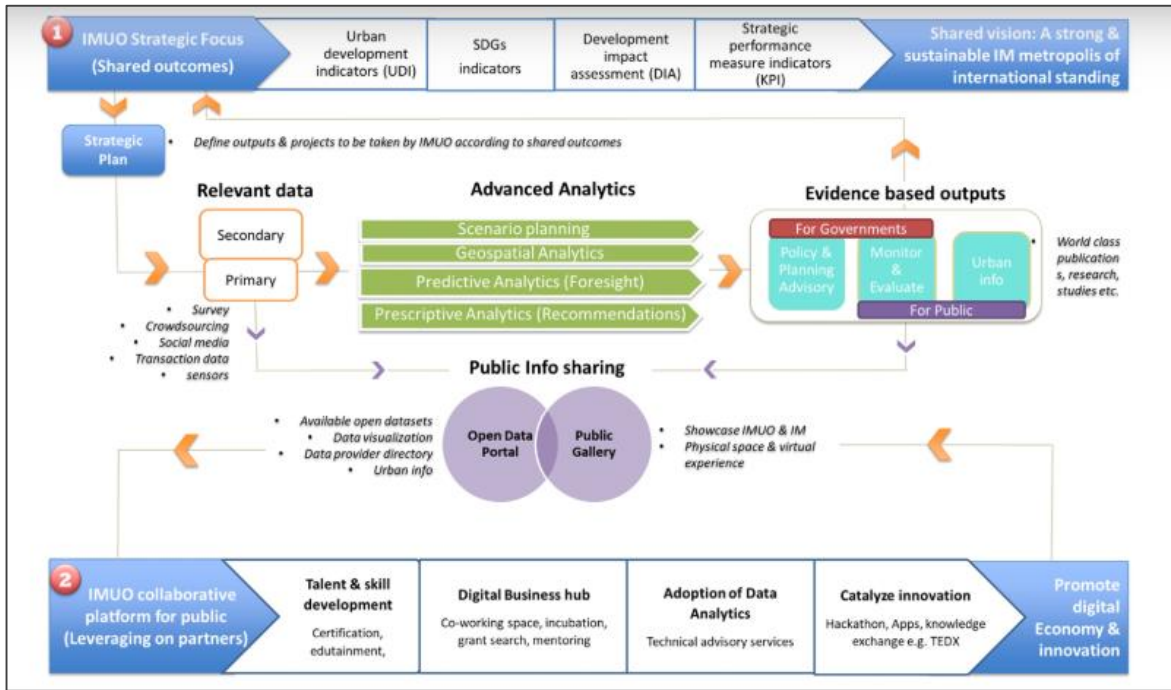 1
IMUO Strategic Focus
(Shared outcomes)
Urban
development
indicators (UDI)
SDGs
indicators
Development
impact
assessment (DIA)
Strategic
performance
measure indicators
(KPI)
Shared vision: A strong &
sustainable IM metropolis of
international standing
Strategic
Plan
• Define outputs & projects to be taken by IMUO according to shared outcomes
Relevant data
Secondary
Primary
• Survey
• Crowdsourcing
• Social media
• Transaction data
• sensors
Advanced Analytics
Scenario planning
Geospatial Analytics
Predictive Analytics (Foresight)
Prescriptive Analytics (Recommendations)
Evidence based outputs
For Governments
Policy &
Planning
Advisory
Monitor
&
Evaluate
Urban
info
For Public
• World class
publication
s, research,
studies etc.
Public Info sharing
• Available open datasets
• Data visualization
• Data provider directory
• Urban info
Open Data
Portal
Public
Gallery
• Showcase IMUO & IM
• Physical space & virtual
experience
2
IMUO collaborative
platform for public
(Leveraging on partners)
Talent & skill
development
Certification,
edutainment,
Digital Business hub
Co-working space, incubation,
grant search, mentoring
Adoption of Data
Analytics
Technical advisory services
Catalyze innovation
Hackathon, Apps, knowledge
exchange e.g. TEDX
Promote
digital
Economy &
innovation